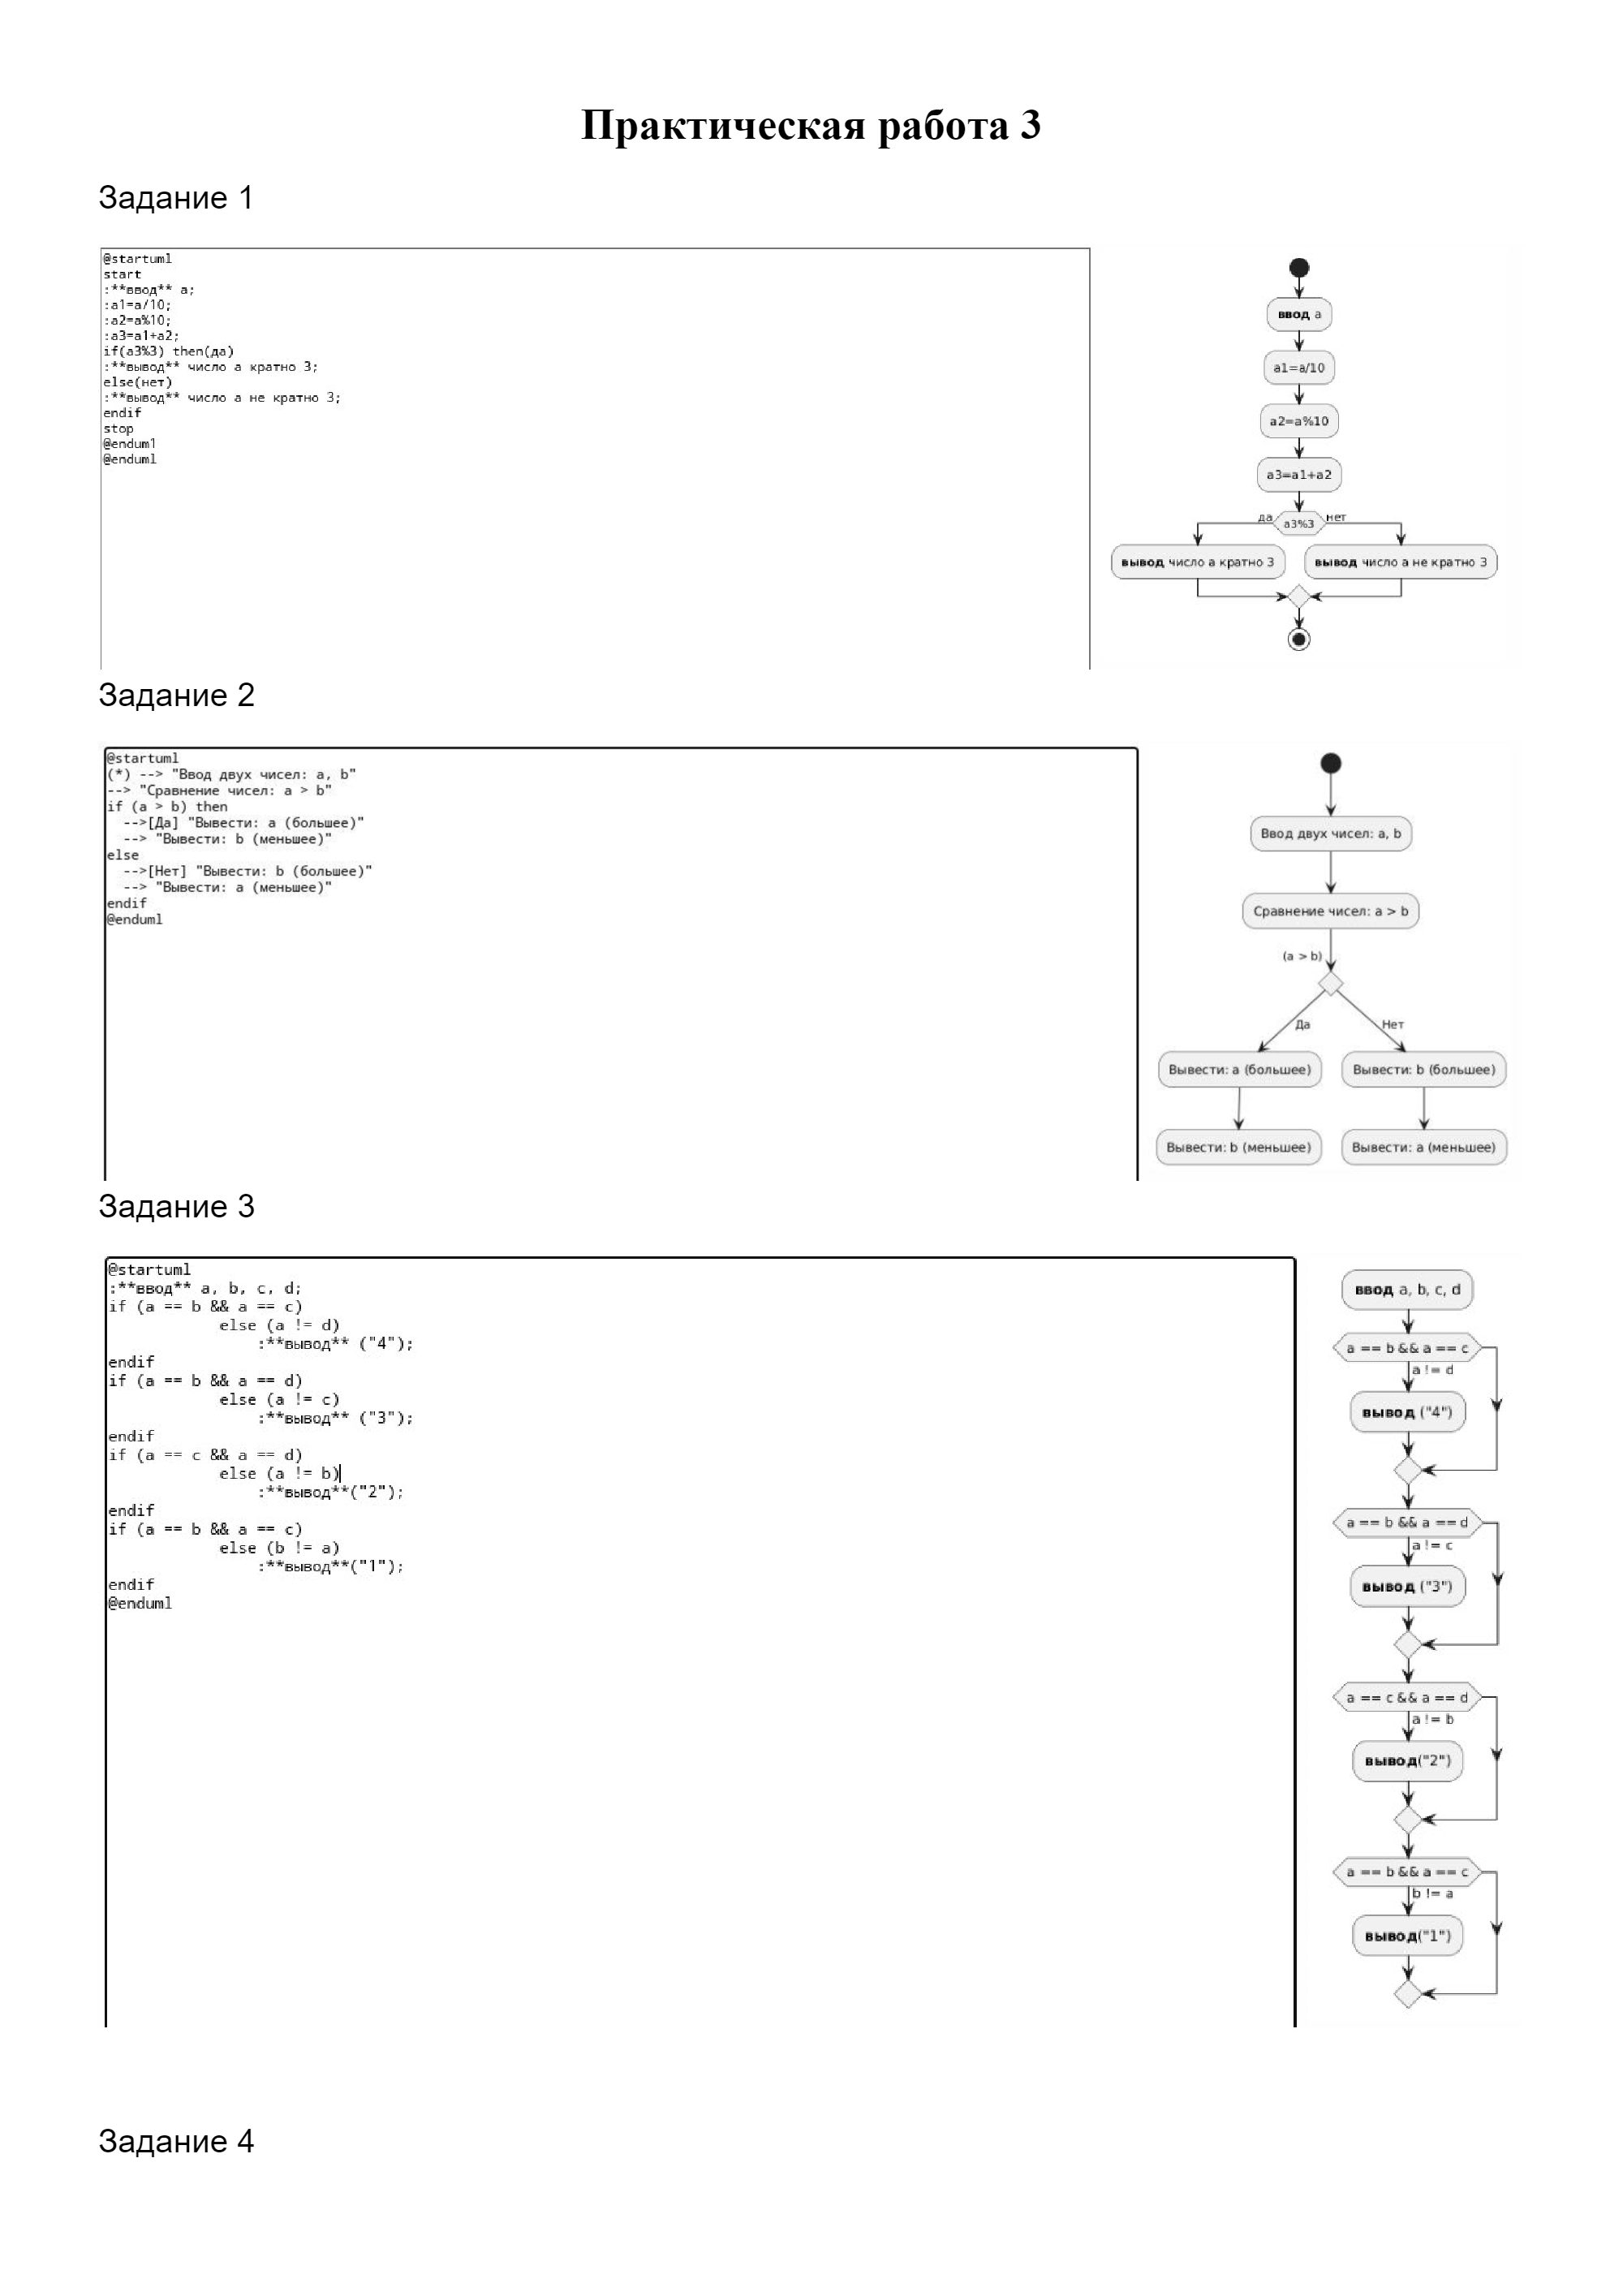 Практическая работа 3
Задание 1
@startuml
start
:**ввод** a;
:a1=a/10;
:a2=a%10;
:a3=a1+a2;
if(a3%3) then(да)
:**вывод** число а кратно 3;
else(нет)
:**вывод** число а не кратно 3;
endif
stop
@endum1
@enduml
ввод a
a1=a/10
a2=a%10
a3=a1+a2
да
a3%3
нет
вывод число а кратно 3
вывод число а не кратно 3
Задание 2
@startuml
(*) --> "Ввод двух чисел: a, b"
--> "Сравнение чисел: a > b"
if (a > b) then
-->[Да] "Вывести: a (большее)"
--> "Вывести: b (меньшее)"
else
-->[Нет] "Вывести: b (большее)"
--> "Вывести: a (меньшее)"
endif
@enduml
Ввод двух чисел: a, b
Сравнение чисел: a > b
(a > b)
Да
Нет
Вывести: a (большее)
Вывести: b (большее)
Вывести: b (меньшее)
Вывести: a (меньшее)
Задание 3
@startuml
:**ввод** a, b, c, d;
if (a == b && a == c)
else (a != d)
:**вывод** ("4");
endif
if (a == b && a == d)
else (a != c)
:**вывод** ("3");
endif
if (a == c && a == d)
else (a != b)
:**вывод**("2");
endif
if (a == b && a == c)
else (b != a)
:**вывод**("1");
endif
@enduml
ввод a, b, c, d
a == b && a == c
a != d
вывод ("4")
a == b && a == d
a != c
вывод ("3")
a == c && a == d
a != b
вывод("2")
a == b && a == c
b != a
вывод("1")
Задание 4